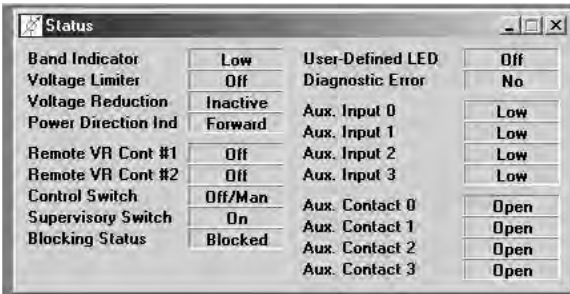 Status
Band Indicator Low
Voltage Limiter Off
Voltage Reduction Inactive
Power Direction Ind Forward
Remote VR Cont #1 Off
Remote VR Cont #2 Off
Control Switch Off/Man
Supervisory Switch On
Blocking Status Blocked
User-Defined LED Off
Diagnostic Error No
Aux. Input 0 Low
Aux. Input 1 Low
Aux. Input 2 Low
Aux. Input 3 Low
Aux. Contact 0 Open
Aux. Contact 1 Open
Aux. Contact 2 Open
Aux. Contact 3 Open